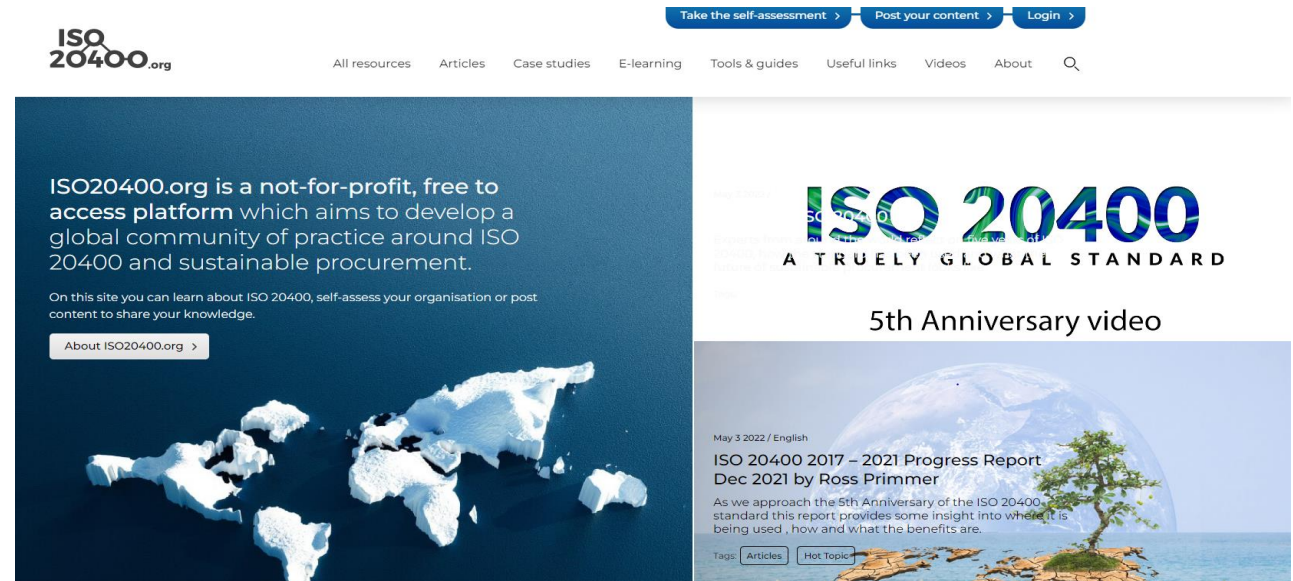 Take the self-assessment >
Post your content >
Login >
ISO
20400.org
All resources
Articles
Case studies
E-learning
Tools & guides
Useful links
Videos
About
ISO20400.org is a not-for-profit, free to
access platform which aims to develop a
global community of practice around ISO
20400 and sustainable procurement.
On this site you can learn about ISO 20400, self-assess your organisation or post
content to share your knowledge.
About ISO20400.org >
ISO 20400
A TRUELY GLOBAL STANDARD
5th Anniversary video
May 3 2022 / English
ISO 20400 2017 – 2021 Progress Report
Dec 2021 by Ross Primmer
As we approach the 5th Anniversary of the ISO 20400
standard this report provides some insight into where it is
being used , how and what the benefits are.
Tags: Articles Hot Topic